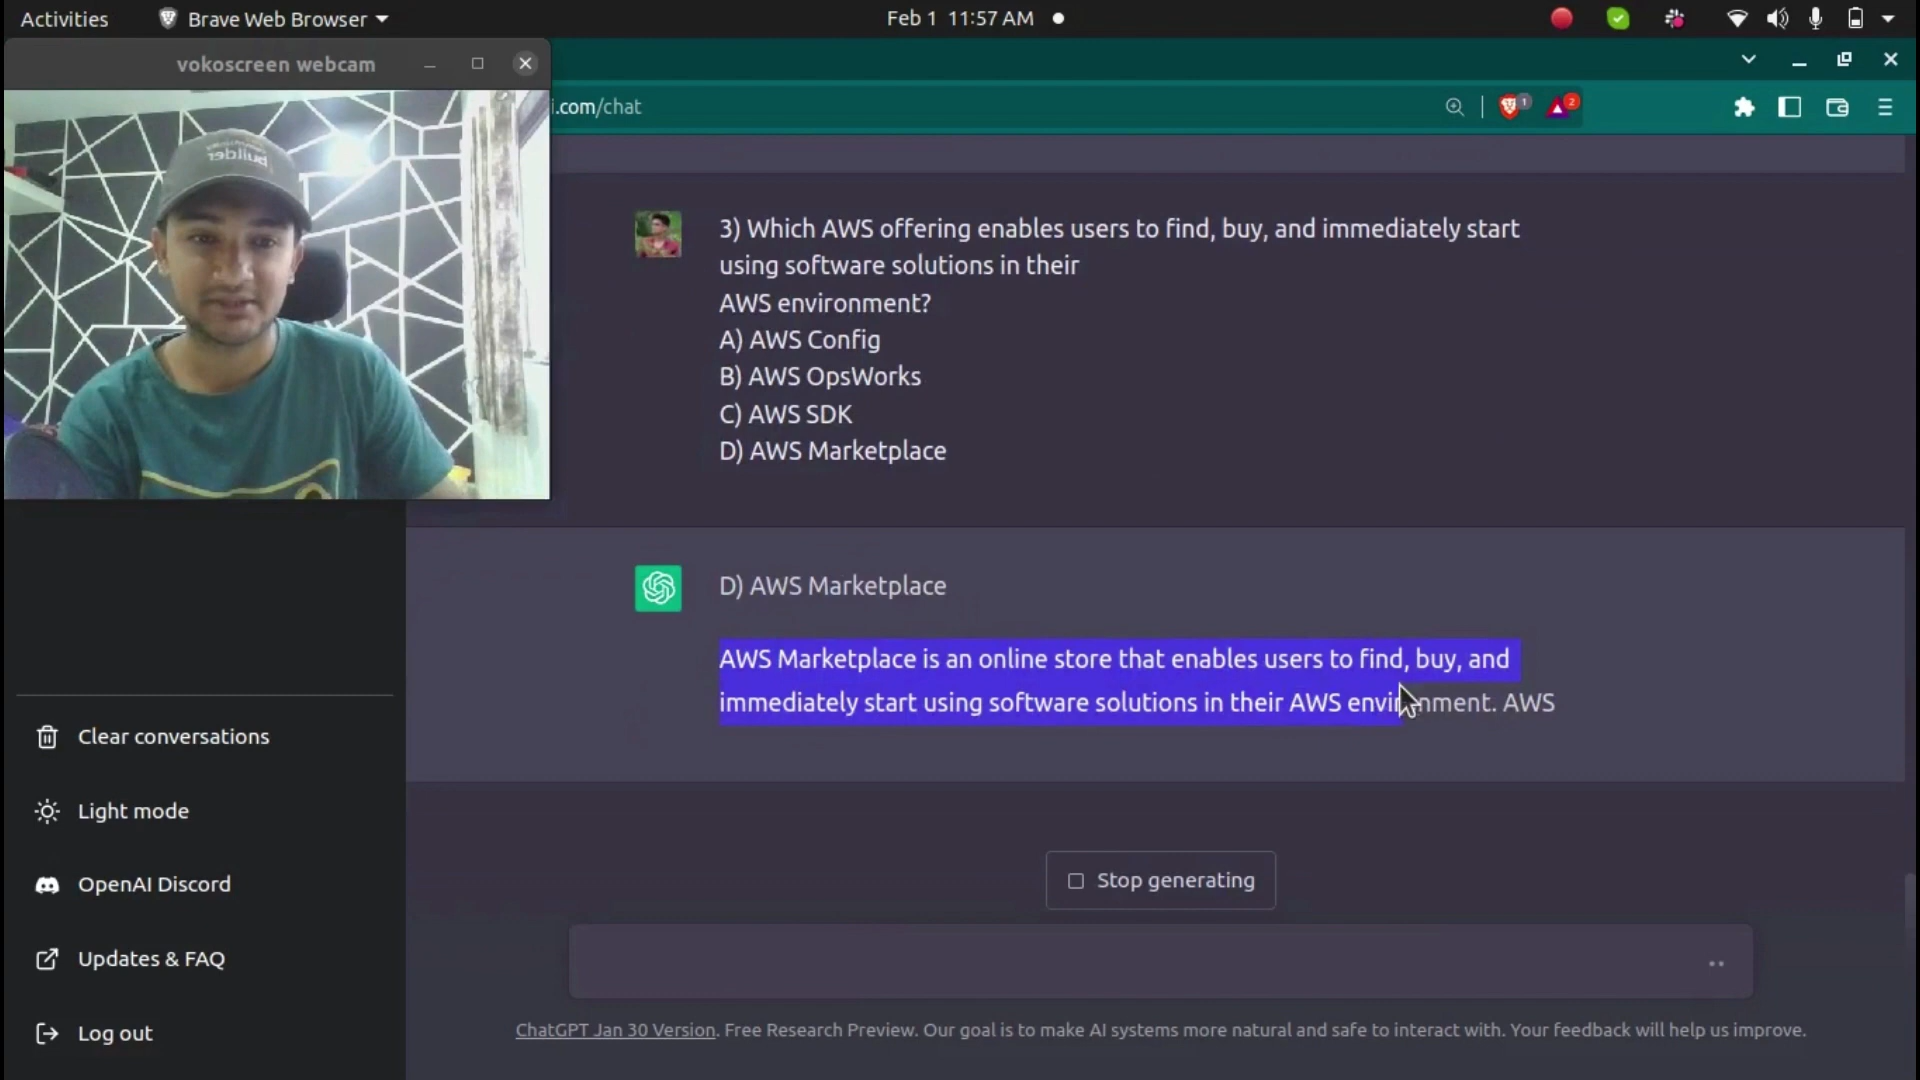 Activities
Brave Web Browser
Feb 1 11:57 AM
vokoscreen webcam
i.com/chat
1
2
builder
3) Which AWS offering enables users to find, buy, and immediately start
using software solutions in their
AWS environment?
A) AWS Config
B) AWS OpsWorks
C) AWS SDK
D) AWS Marketplace
D) AWS Marketplace
AWS Marketplace is an online store that enables users to find, buy, and
immediately start using software solutions in their AWS environment. AWS
Clear conversations
Light mode
OpenAI Discord
Updates & FAQ
Log out
Stop generating
ChatGPT Jan 30 Version. Free Research Preview. Our goal is to make AI systems more natural and safe to interact with. Your feedback will help us improve.